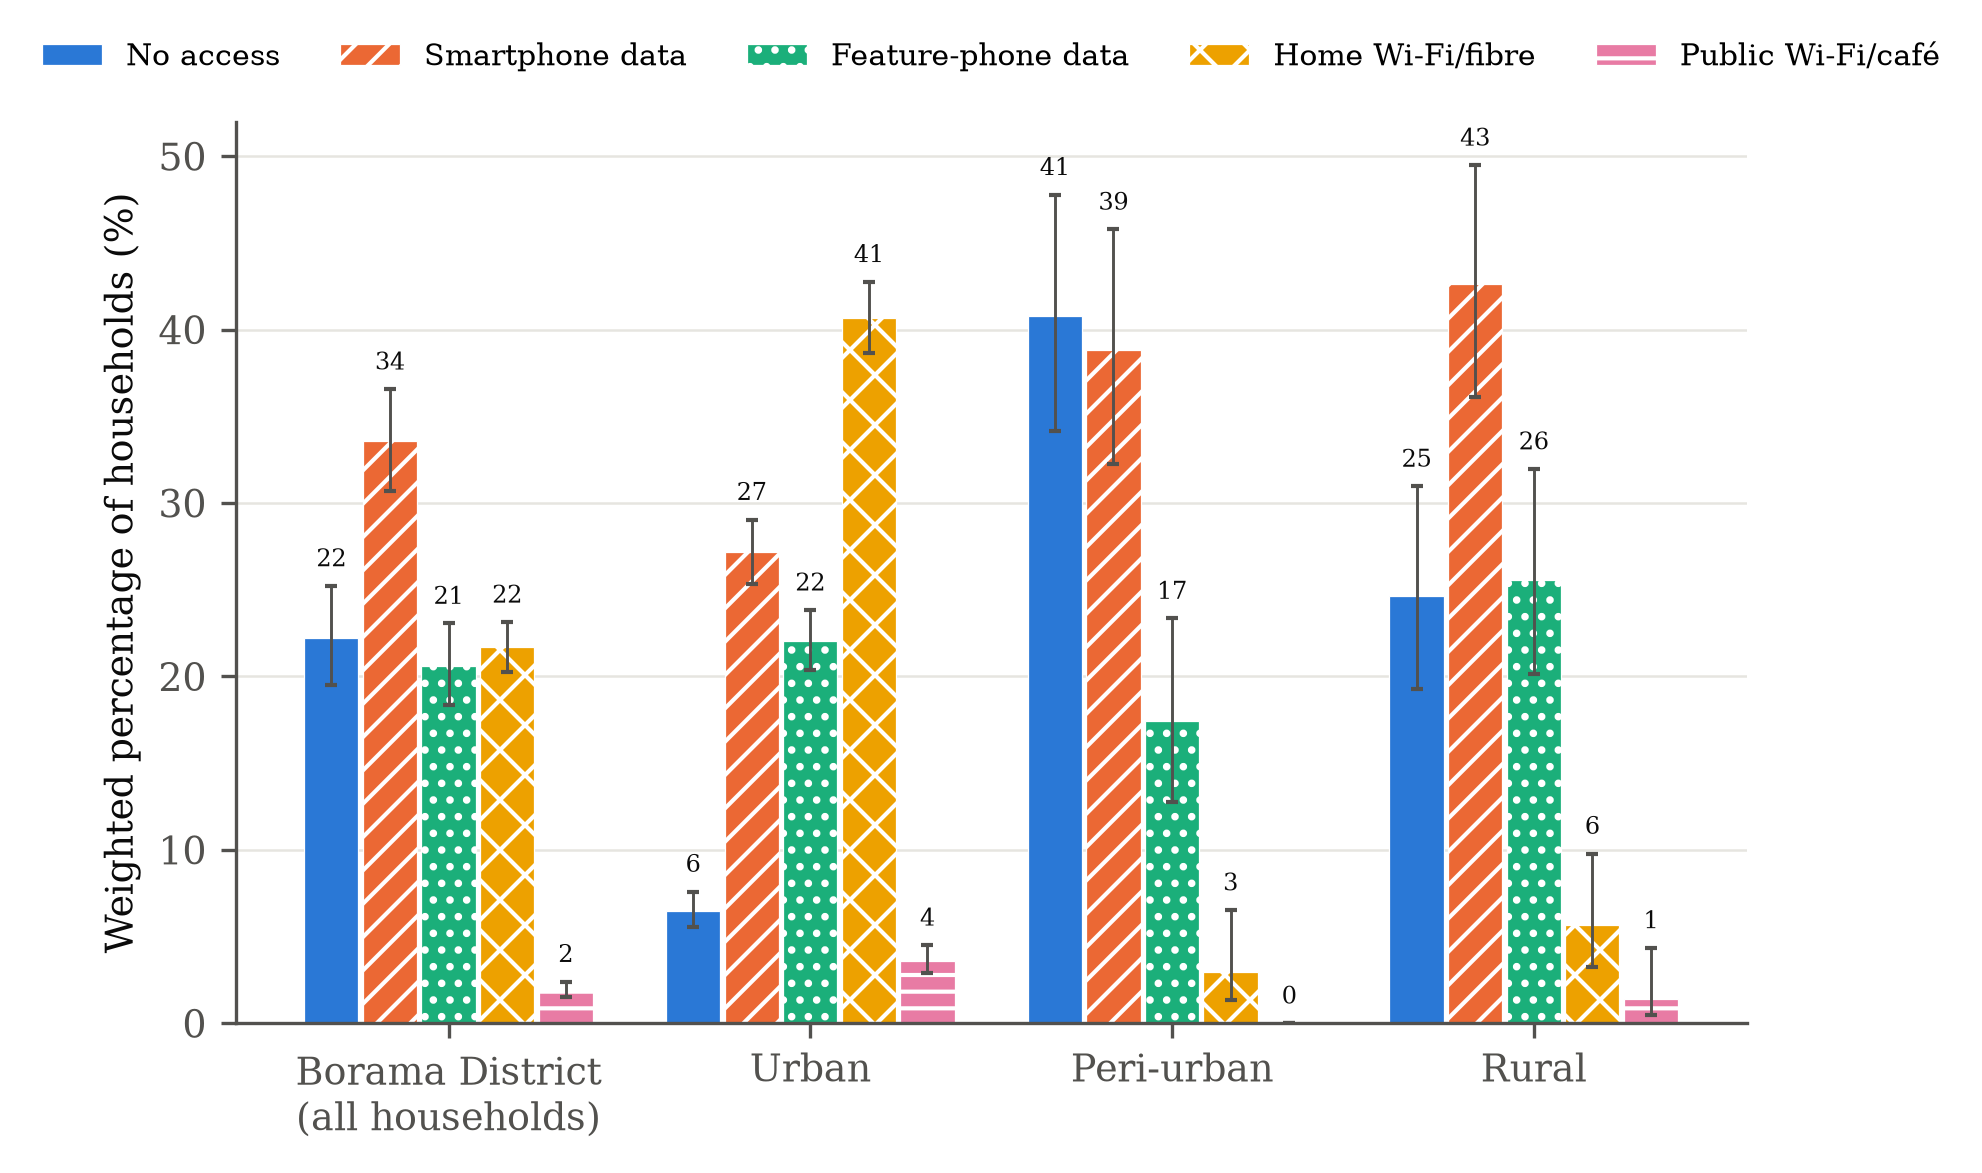 No access
Smartphone data
Feature-phone data
Home Wi-Fi/fibre
Public Wi-Fi/café
Weighted percentage of households (%)
50
40
30
20
10
0
22
34
21
22
2
6
27
22
41
4
41
39
17
3
0
25
43
26
6
1
Borama District
(all households)
Urban
Peri-urban
Rural